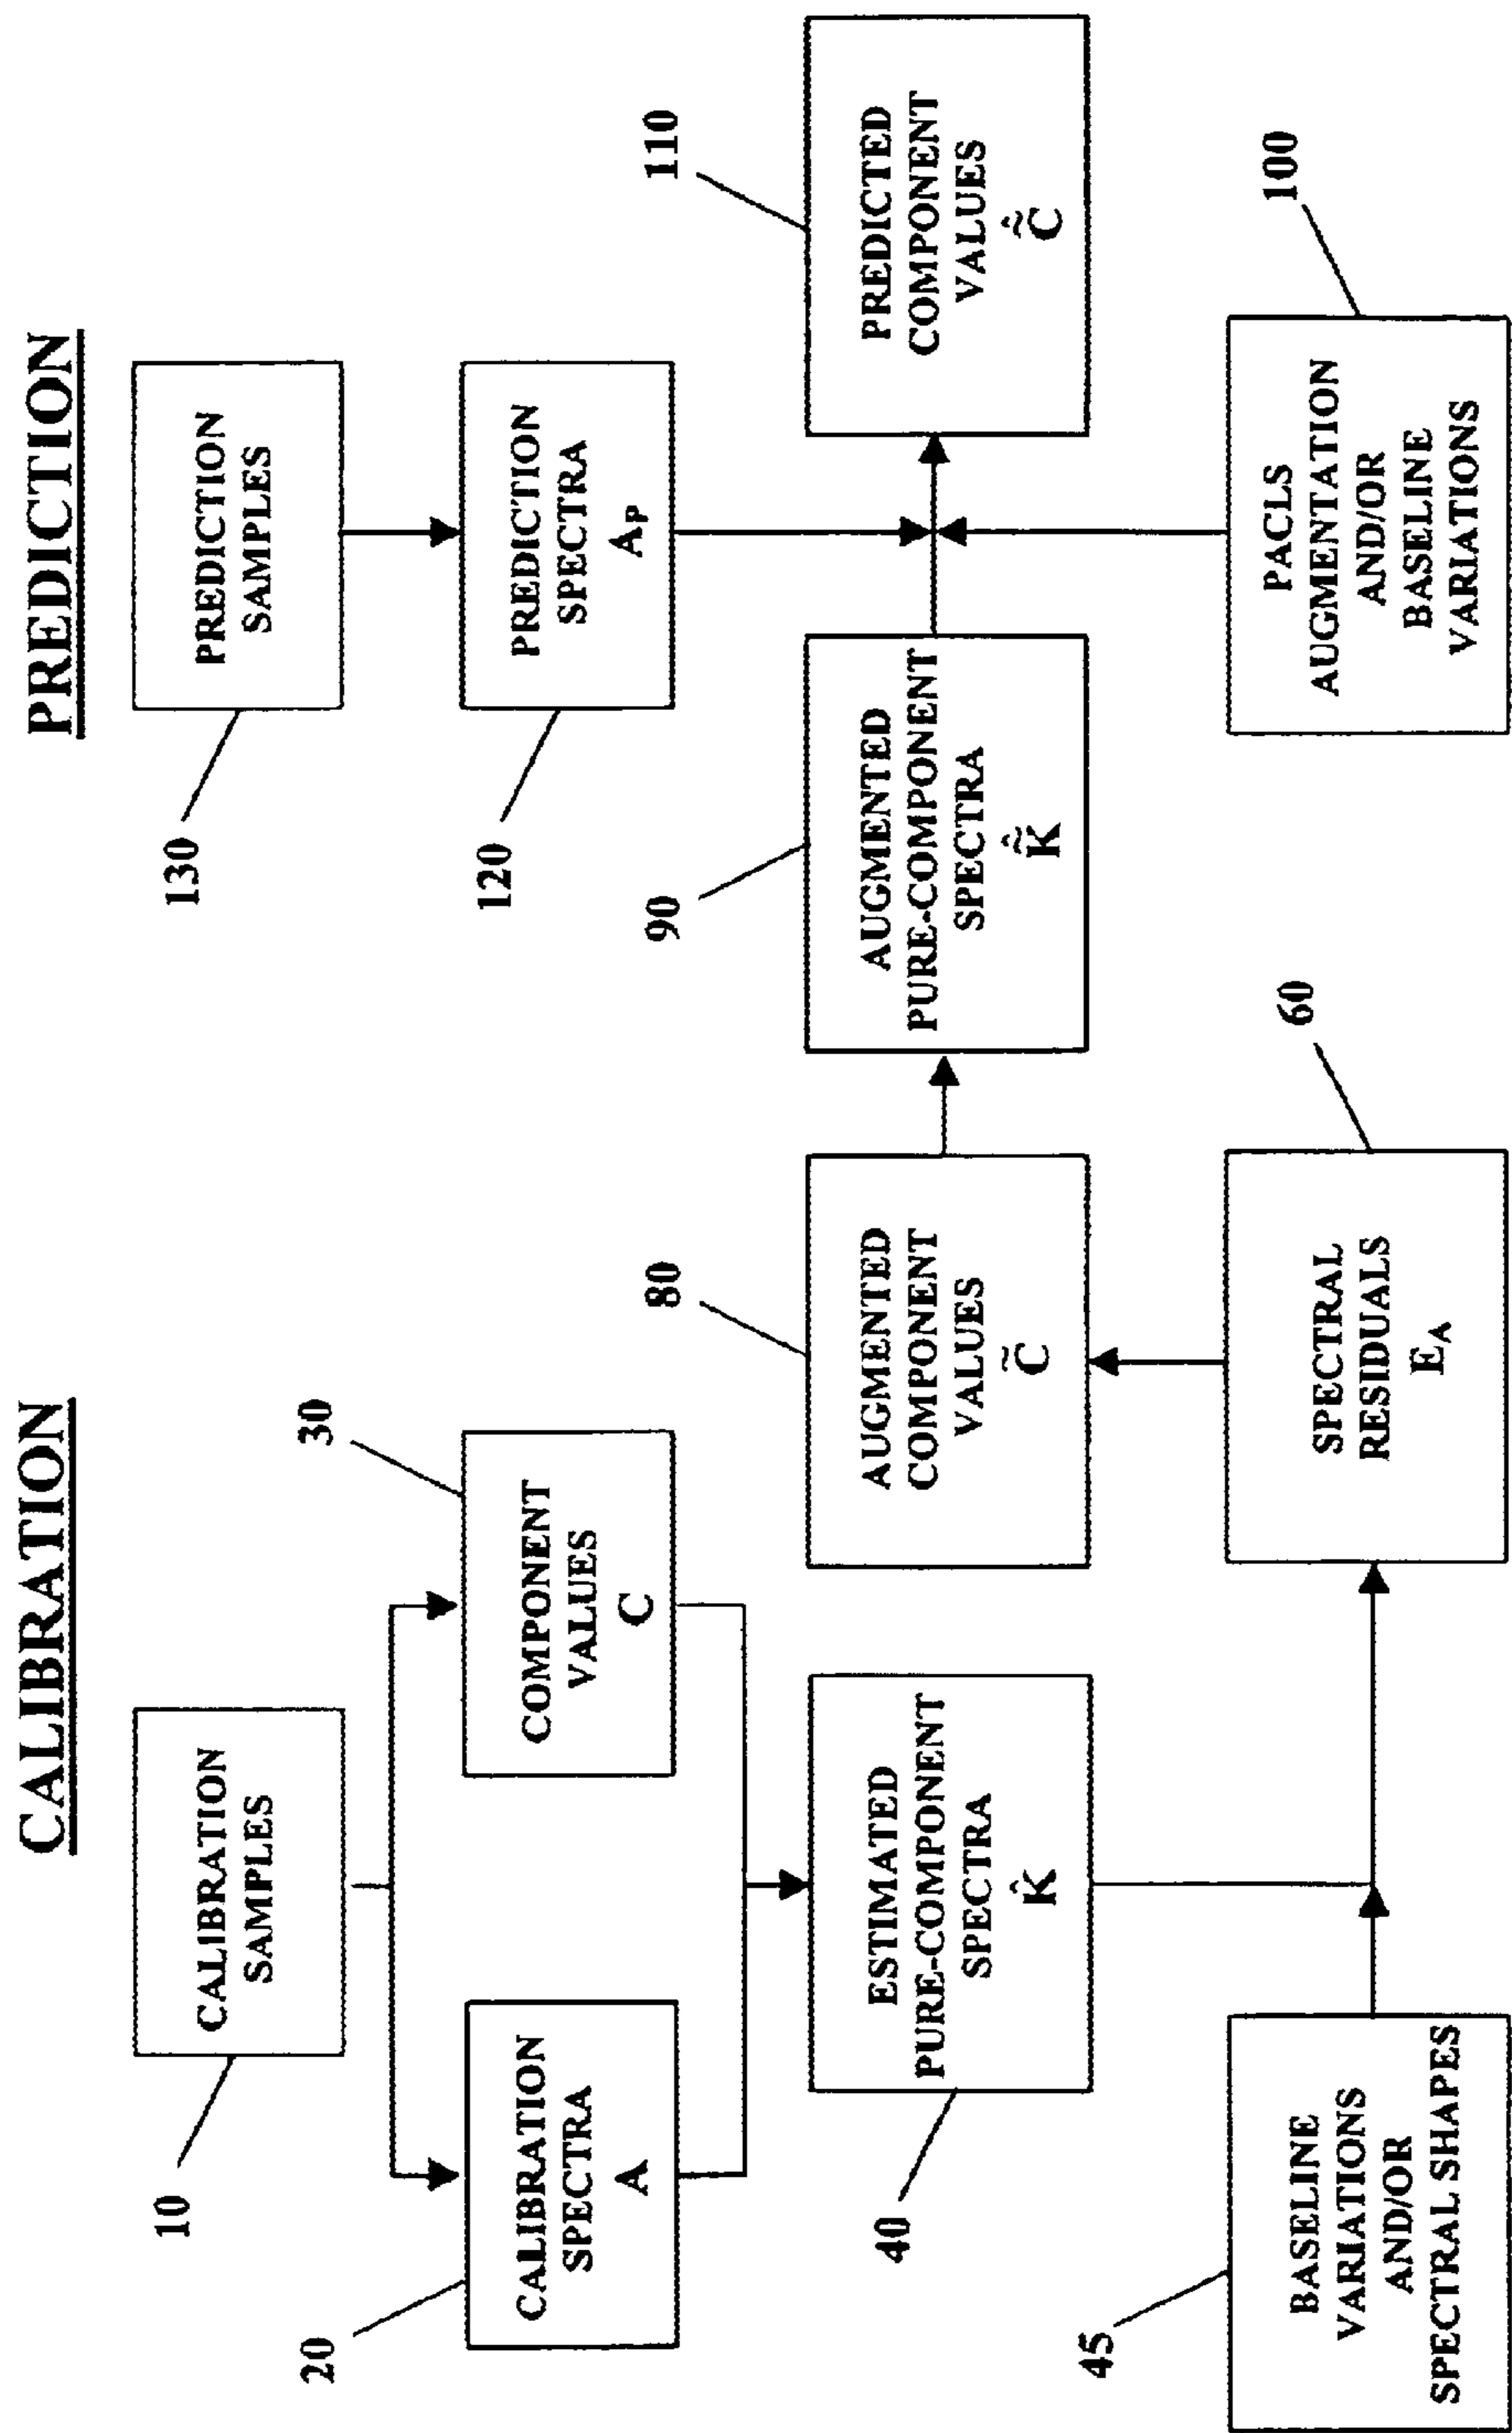 CALIBRATION
CALIBRATION
SAMPLES
10
CALIBRATION
SPECTRA
A
20
COMPONENT
VALUES
C
30
ESTIMATED
PURE-COMPONENT
SPECTRA
K̂
40
BASELINE
VARIATIONS
AND/OR
SPECTRAL SHAPES
45
SPECTRAL
RESIDUALS
E_A
60
AUGMENTED
COMPONENT
VALUES
C̃
80
PREDICTION
PREDICTION
SAMPLES
130
PREDICTION
SPECTRA
A_P
120
AUGMENTED
PURE-COMPONENT
SPECTRA
K̃̂
90
PREDICTED
COMPONENT
VALUES
C̃̂
110
PACLS
AUGMENTATION
AND/OR
BASELINE
VARIATIONS
100